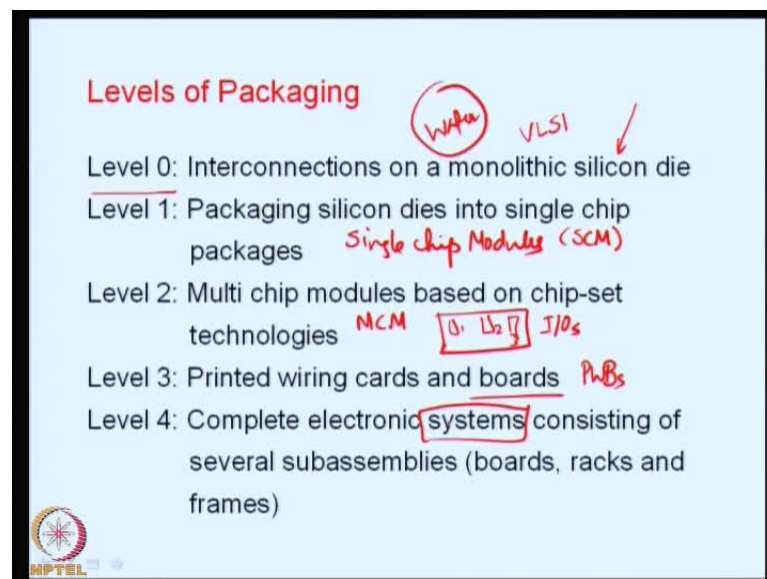 Levels of Packaging
Wafer
VLSI
Level 0: Interconnections on a monolithic silicon die
Level 1: Packaging silicon dies into single chip
packages
Single chip Modules (SCM)
Level 2: Multi chip modules based on chip-set
technologies
MCM
U1 U2
I/Os
Level 3: Printed wiring cards and boards
PWBs
Level 4: Complete electronic systems consisting of
several subassemblies (boards, racks and
frames)
NPTEL